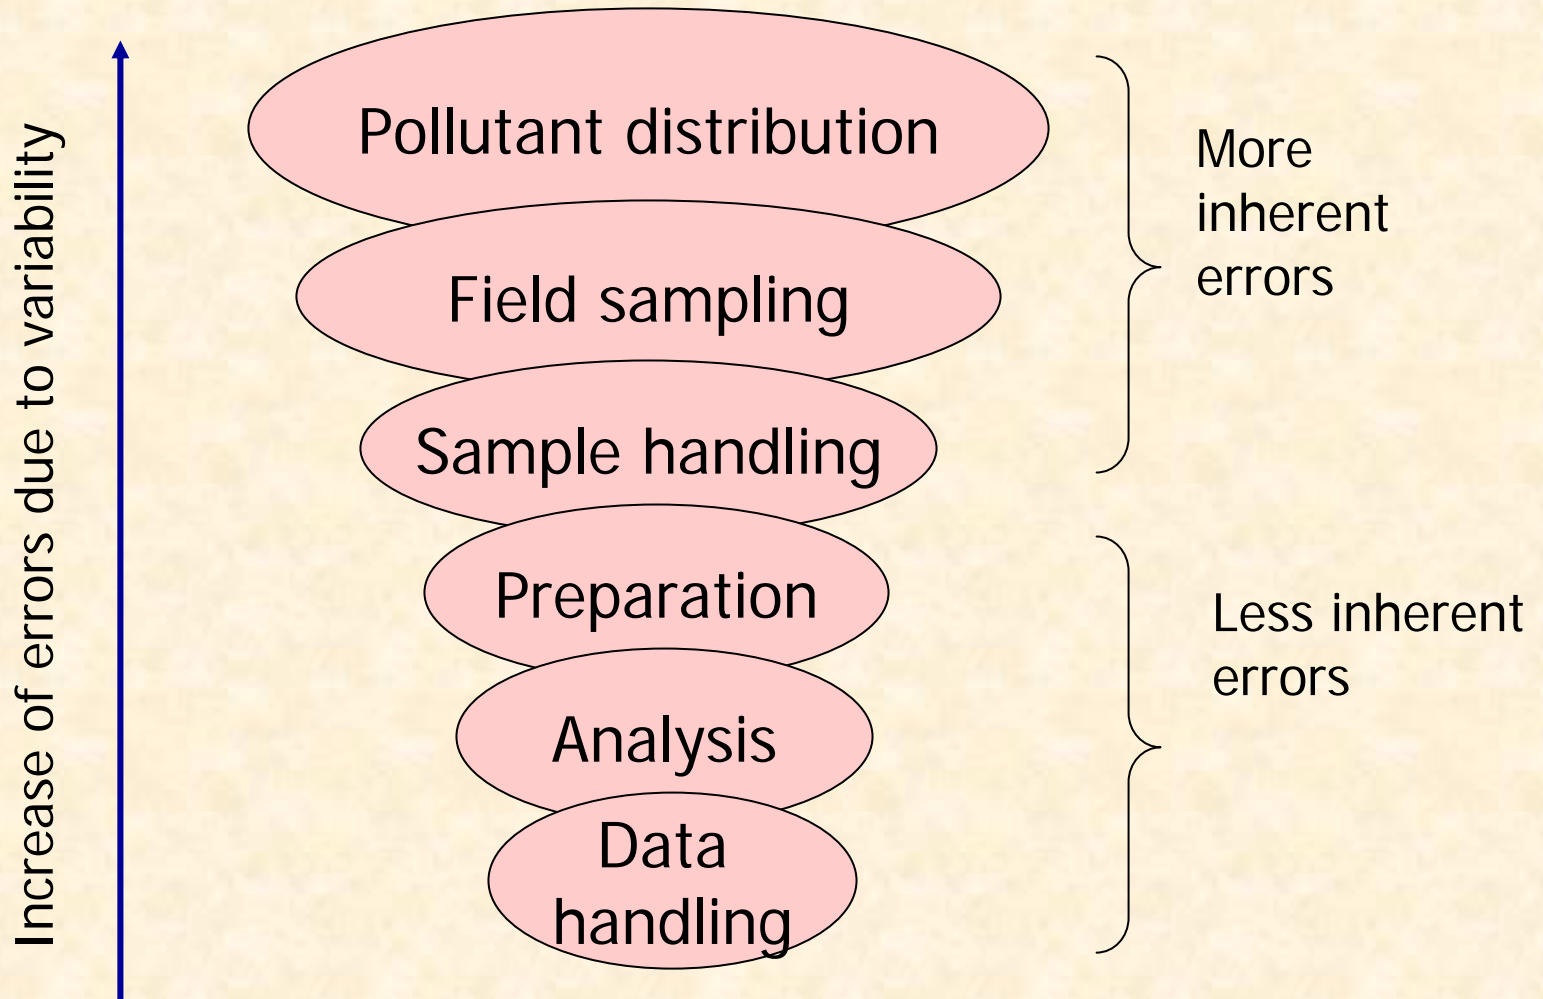 Increase of errors due to variability
Pollutant distribution
Field sampling
Sample handling
Preparation
Analysis
Data
handling
More
inherent
errors
Less inherent
errors